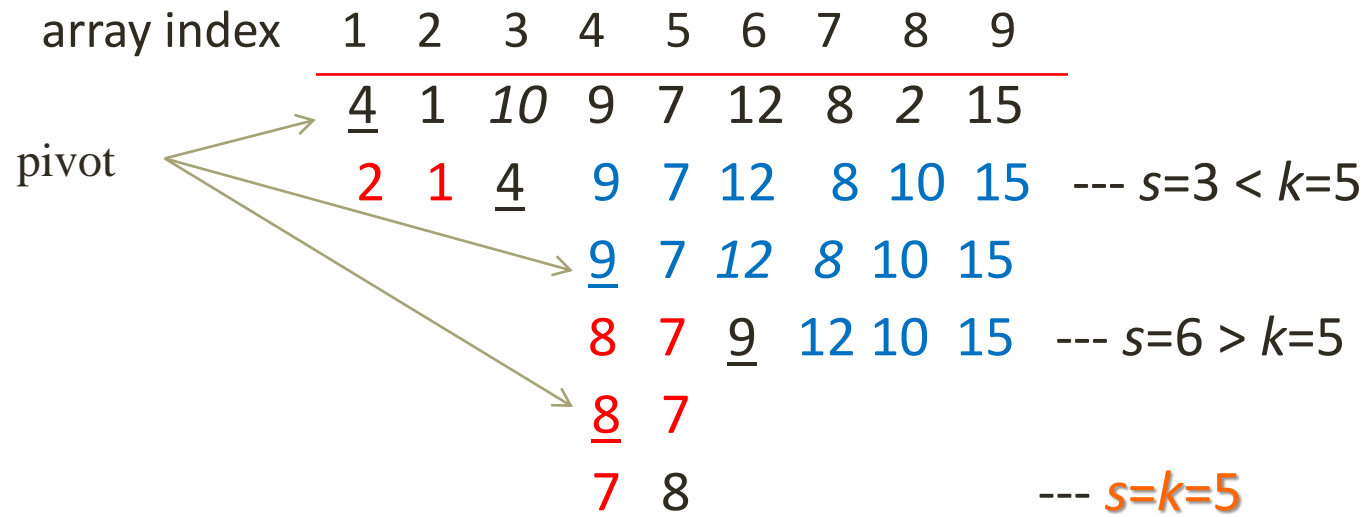 array index 1 2 3 4 5 6 7 8 9
4 1 10 9 7 12 8 2 15
pivot
2 1 4 9 7 12 8 10 15 --- s=3 < k=5
9 7 12 8 10 15
8 7 9 12 10 15 --- s=6 > k=5
8 7
7 8 --- s=k=5